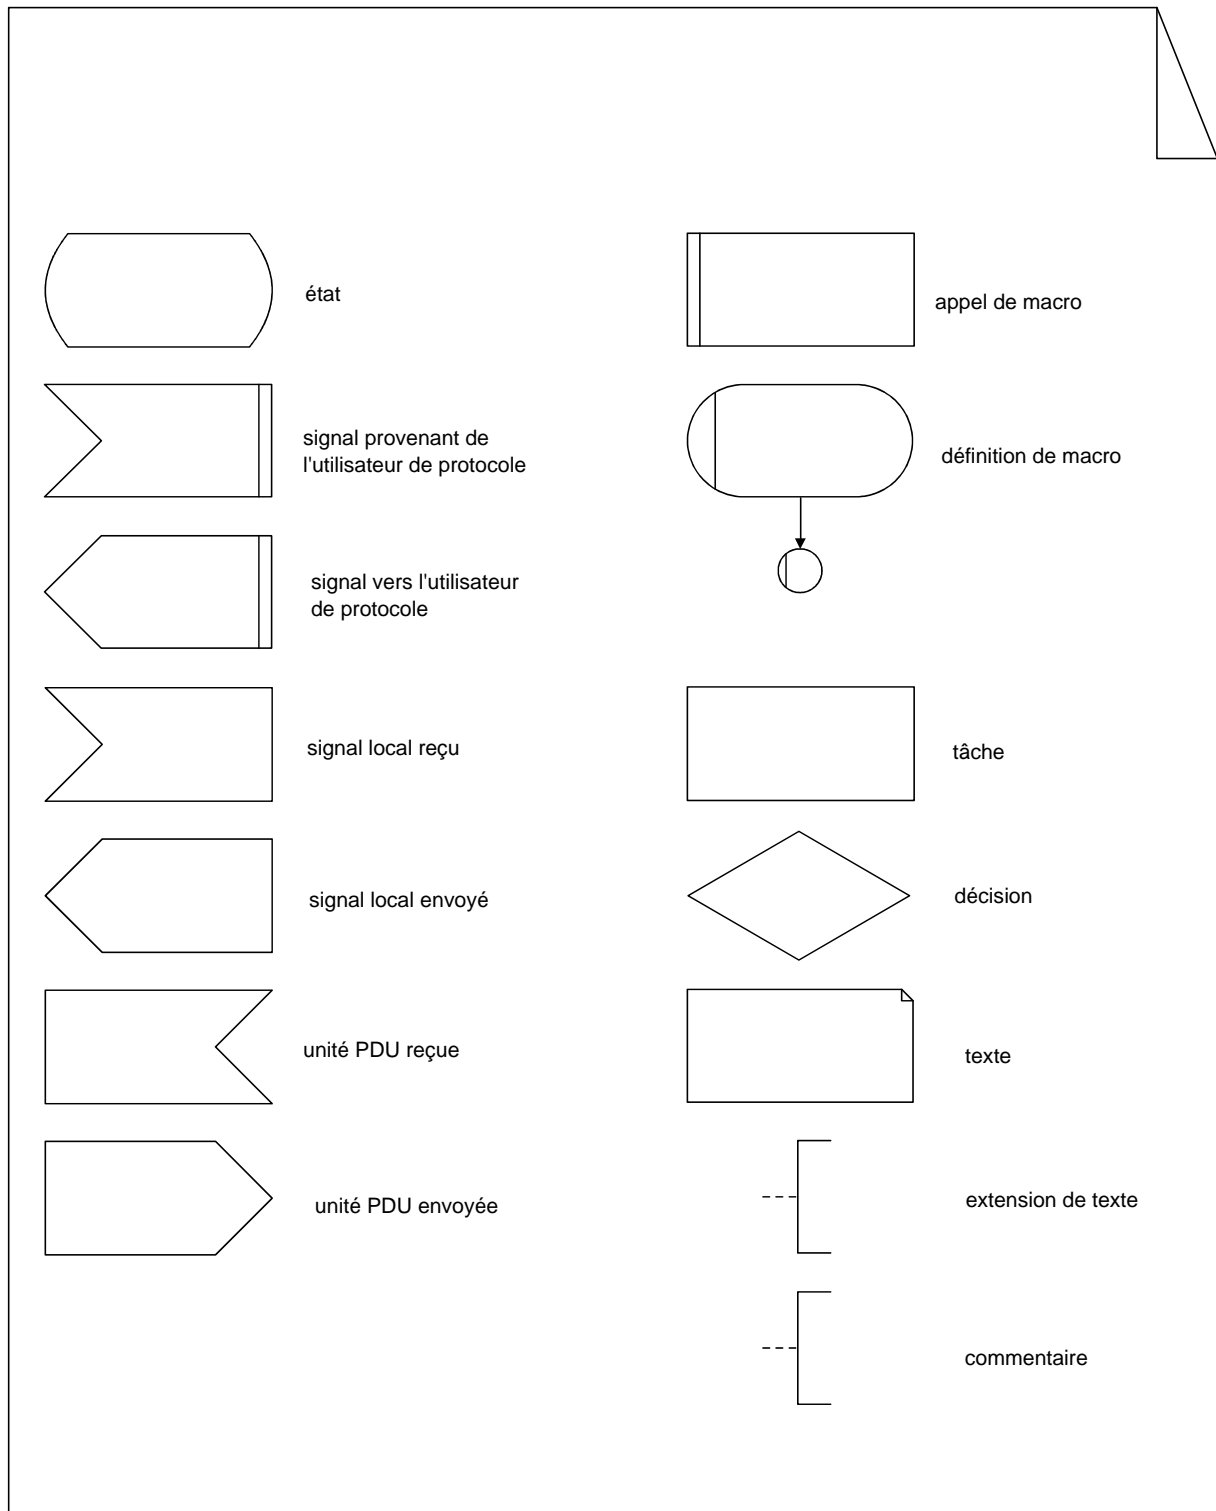 état
signal provenant de
l'utilisateur de protocole
signal vers l'utilisateur
de protocole
signal local reçu
signal local envoyé
unité PDU reçue
unité PDU envoyée
appel de macro
définition de macro
tâche
décision
texte
extension de texte
commentaire